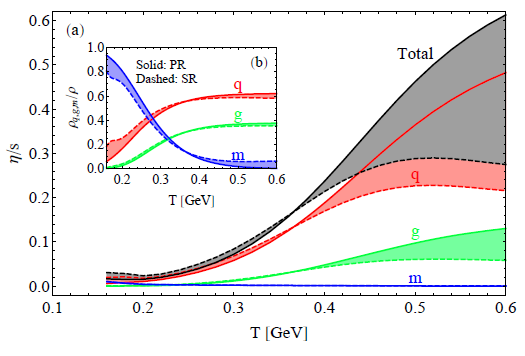 (a)
(b)
Solid: PR
Dashed: SR
Total
q
g
m
q
g
m
η/s
0.6
0.5
0.4
0.3
0.2
0.1
0.0
ρq,g,m/ρ
1.0
0.8
0.6
0.4
0.2
0.0
0.2 0.3 0.4 0.5 0.6
T [GeV]
0.1 0.2 0.3 0.4 0.5 0.6
T [GeV]